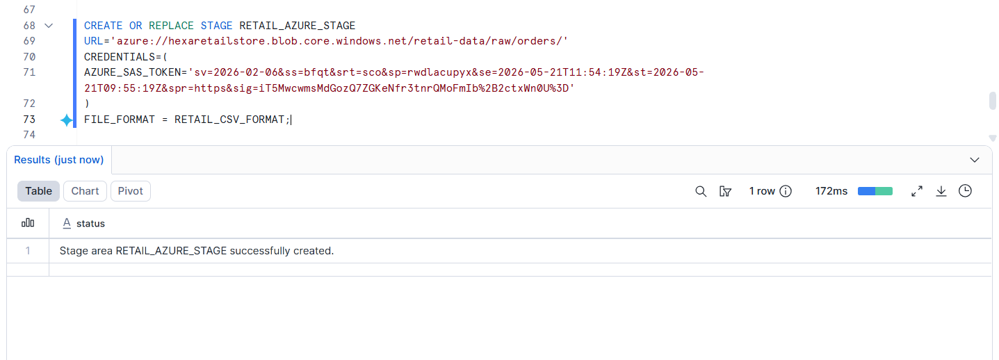 67
68 CREATE OR REPLACE STAGE RETAIL_AZURE_STAGE
69 URL='azure://hexaretailstore.blob.core.windows.net/retail-data/raw/orders/'
70 CREDENTIALS=(
71 AZURE_SAS_TOKEN='sv=2026-02-06&ss=bfqt&srt=sco&sp=rwdlacupyx&se=2026-05-21T11:54:19Z&st=2026-05-
21T09:55:19Z&spr=https&sig=iT5MwcwmsMdGozQ7ZGKeNfr3tnrQMoFmIb%2B2ctxWn0U%3D'
72 )
73 FILE_FORMAT = RETAIL_CSV_FORMAT;
74
Results (just now)
Table Chart Pivot 1 row 172ms
A status
1 Stage area RETAIL_AZURE_STAGE successfully created.